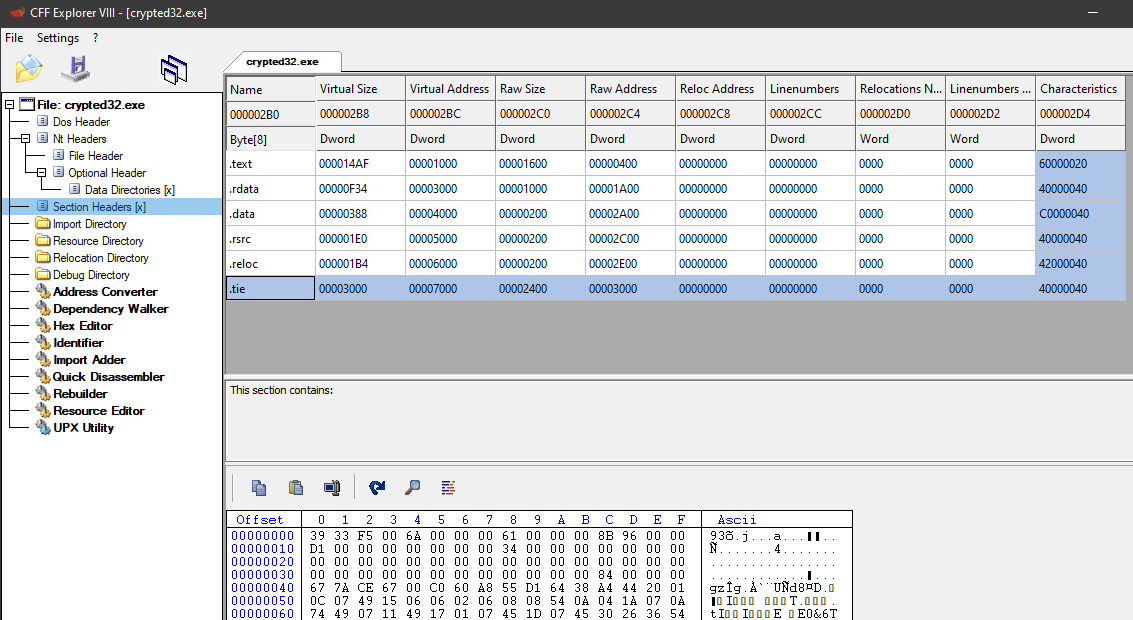 CFF Explorer VIII - [crypted32.exe]
File Settings ?
crypted32.exe
File: crypted32.exe
Dos Header
Nt Headers
File Header
Optional Header
Data Directories [x]
Section Headers [x]
Import Directory
Resource Directory
Relocation Directory
Debug Directory
Address Converter
Dependency Walker
Hex Editor
Identifier
Import Adder
Quick Disassembler
Rebuilder
Resource Editor
UPX Utility
Name Virtual Size Virtual Address Raw Size Raw Address Reloc Address Linenumbers Relocations N... Linenumbers ... Characteristics
000002B0 000002B8 000002BC 000002C0 000002C4 000002C8 000002CC 000002D0 000002D2 000002D4
Byte[8] Dword Dword Dword Dword Dword Dword Word Word Dword
.text 000014AF 00001000 00001600 00000400 00000000 00000000 0000 0000 60000020
.rdata 00000F34 00003000 00001000 00001A00 00000000 00000000 0000 0000 40000040
.data 00000388 00004000 00000200 00002A00 00000000 00000000 0000 0000 C0000040
.rsrc 000001E0 00005000 00000200 00002C00 00000000 00000000 0000 0000 40000040
.reloc 000001B4 00006000 00000200 00002E00 00000000 00000000 0000 0000 42000040
.tie 00003000 00007000 00002400 00003000 00000000 00000000 0000 0000 40000040
This section contains:
Offset 0 1 2 3 4 5 6 7 8 9 A B C D E F Ascii
00000000 39 33 F5 00 6A 00 00 00 61 00 00 00 8B 96 00 00 93õ.j...a.....
00000010 D1 00 00 00 00 00 00 00 34 00 00 00 00 00 00 00 Ñ.......4.......
00000020 00 00 00 00 00 00 00 00 00 00 00 00 00 00 00 00 ................
00000030 00 00 00 00 00 00 00 00 00 00 00 00 84 00 00 00 ...............
00000040 67 7A CE 67 00 C0 60 A8 55 D1 64 38 A4 44 20 01 gzÎg.À`¨UÑd8¤D.
00000050 0C 07 49 15 06 06 02 06 08 08 54 0A 04 1A 07 0A
00000060 74 49 07 11 49 17 01 07 45 1D 07 45 30 26 36 54